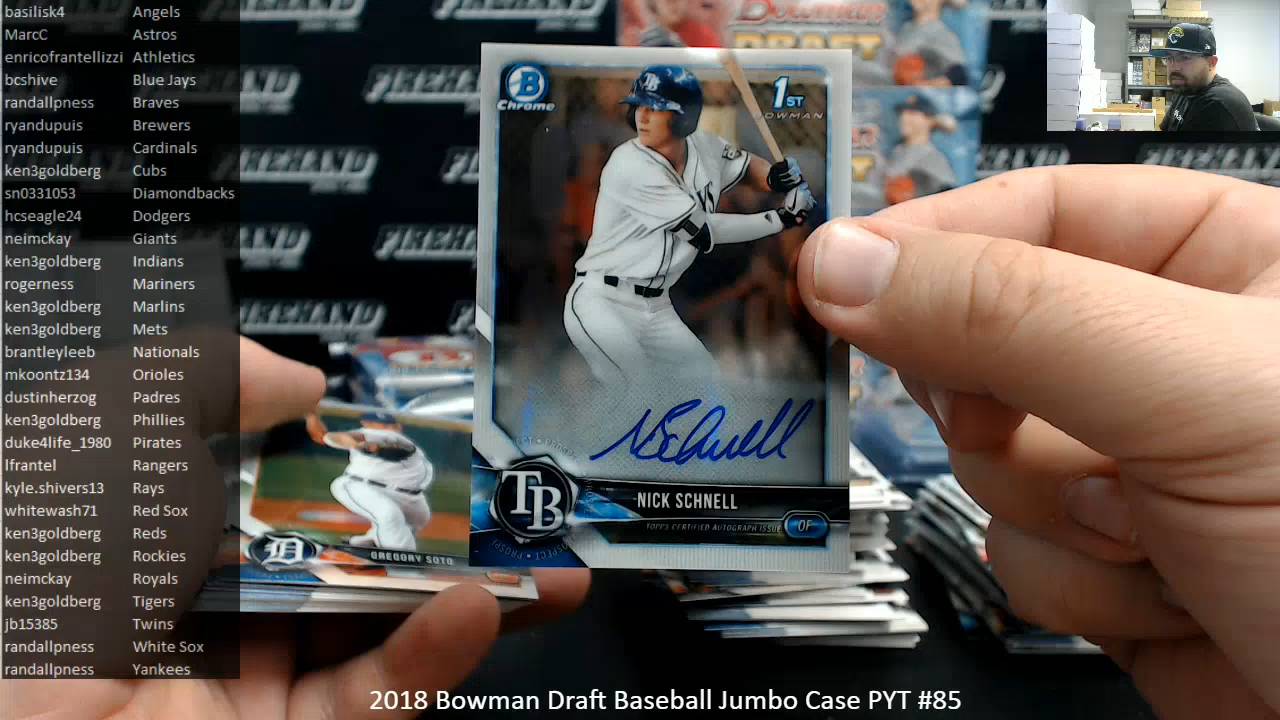 basilisk4 Angels
MarcC Astros
enricofrantellizzi Athletics
bcshive Blue Jays
randallpness Braves
ryandupuis Brewers
ryandupuis Cardinals
ken3goldberg Cubs
sn0331053 Diamondbacks
hcseagle24 Dodgers
neimckay Giants
ken3goldberg Indians
rogerness Mariners
ken3goldberg Marlins
ken3goldberg Mets
brantleyleeb Nationals
mkoontz134 Orioles
dustinherzog Padres
ken3goldberg Phillies
duke4life_1980 Pirates
lfrantel Rangers
kyle.shivers13 Rays
whitewash71 Red Sox
ken3goldberg Reds
ken3goldberg Rockies
neimckay Royals
ken3goldberg Tigers
jb15385 Twins
randallpness White Sox
randallpness Yankees
Bowman
DRAFT
FIREHAND
FIREHAND
B
Chrome
1ST
BOWMAN
TB
N Schnell
TB
NICK SCHNELL
TOPPS CERTIFIED AUTOGRAPH ISSUE
OF
D
GREGORY SOTO
2018 Bowman Draft Baseball Jumbo Case PYT #85